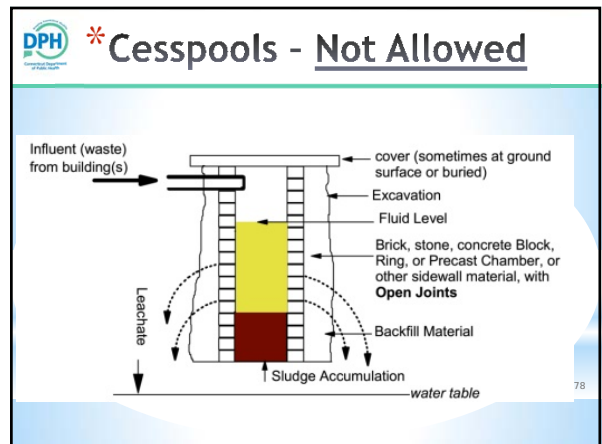 DPH
Connecticut Department
of Public Health
*Cesspools - Not Allowed
Influent (waste)
from building(s)
cover (sometimes at ground
surface or buried)
Excavation
Fluid Level
Brick, stone, concrete Block,
Ring, or Precast Chamber, or
other sidewall material, with
Open Joints
Leachate
Backfill Material
Sludge Accumulation
water table
78